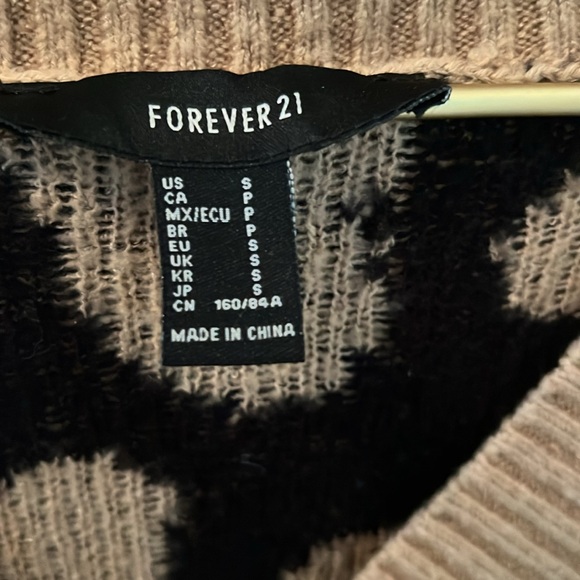 FOREVER 21
US S
CA P
MX/ECU P
BR P
EU S
UK S
KR S
JP S
CN 160/84A
MADE IN CHINA